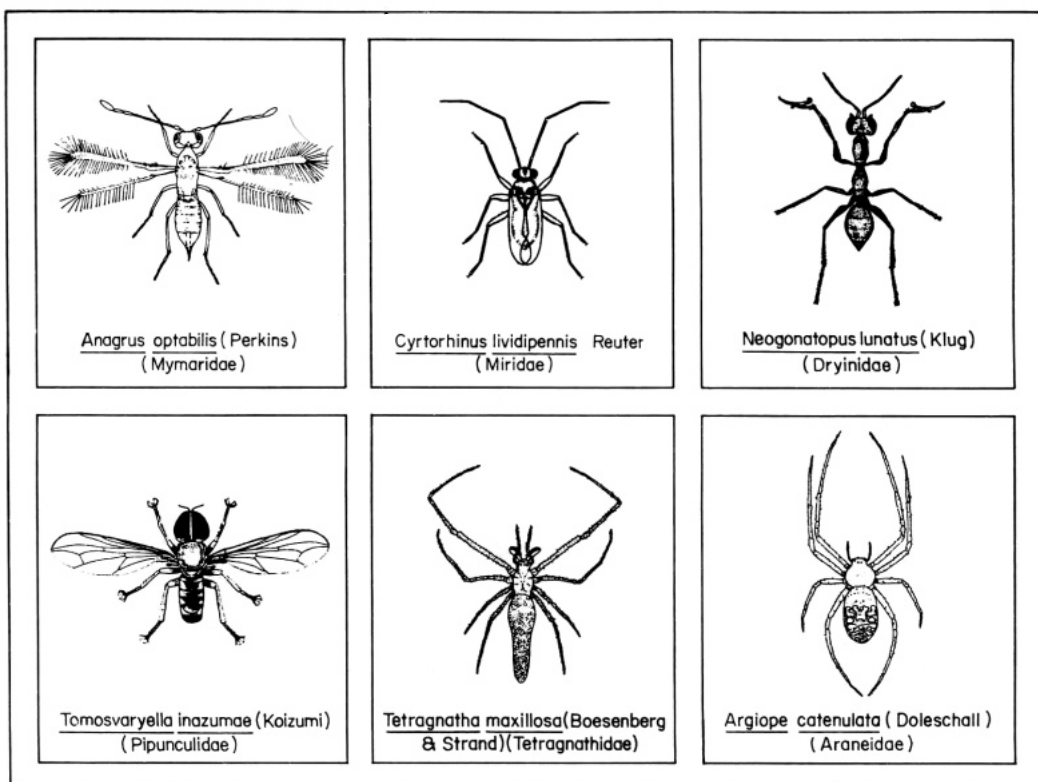 Anagrus optabilis (Perkins)
(Mymaridae)
Cyrtorhinus lividipennis Reuter
(Miridae)
Neogonatopus lunatus (Klug)
(Dryinidae)
Tomosvaryella inazumae (Koizumi)
(Pipunculidae)
Tetragnatha maxillosa (Boesenberg
& Strand) (Tetragnathidae)
Argiope catenulata (Doleschall)
(Araneidae)